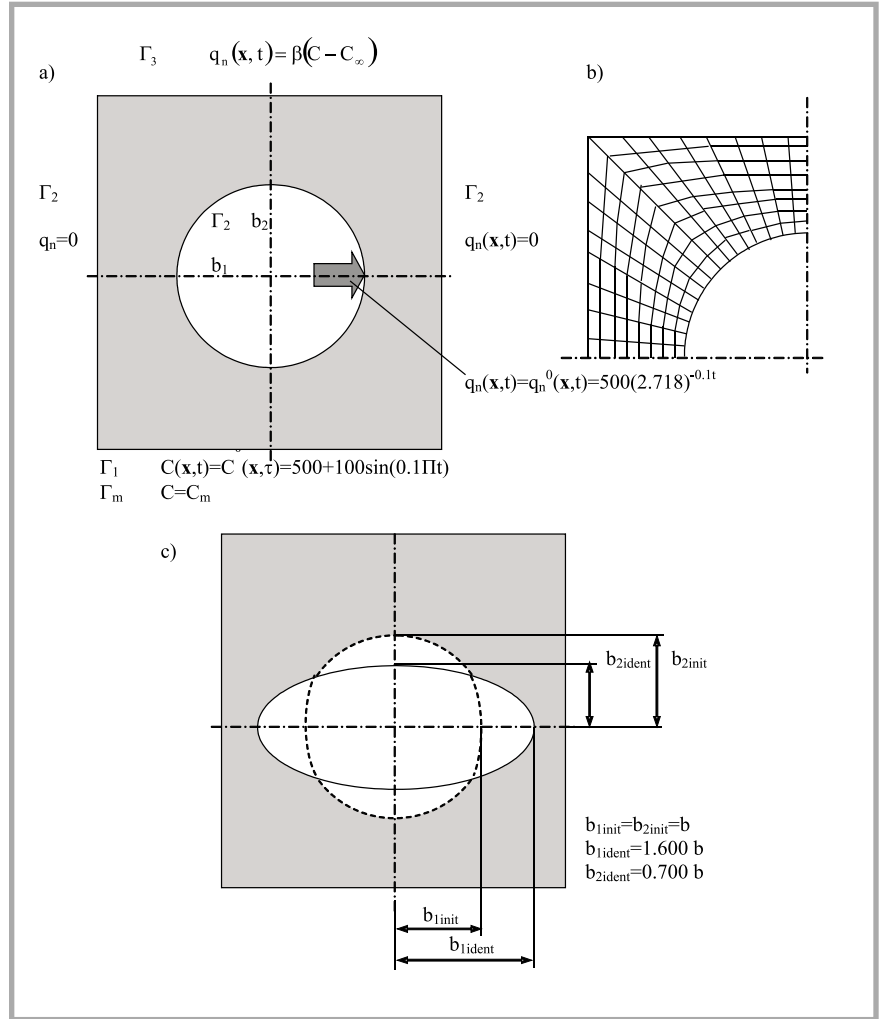 Γ₃ qₙ(x, t) = β(C − C∞)
a)
b)
Γ₂
Γ₂
Γ₂ b₂
qₙ=0
qₙ(x,t)=0
b₁
qₙ(x,t)=qₙ⁰(x,t)=500(2.718)⁻⁰·¹ᵗ
Γ₁ C(x,t)=C°(x,τ)=500+100sin(0.1Πt)
Γₘ C=Cₘ
c)
b₂ident b₂init
b₁init=b₂init=b
b₁ident=1.600 b
b₂ident=0.700 b
b₁init
b₁ident